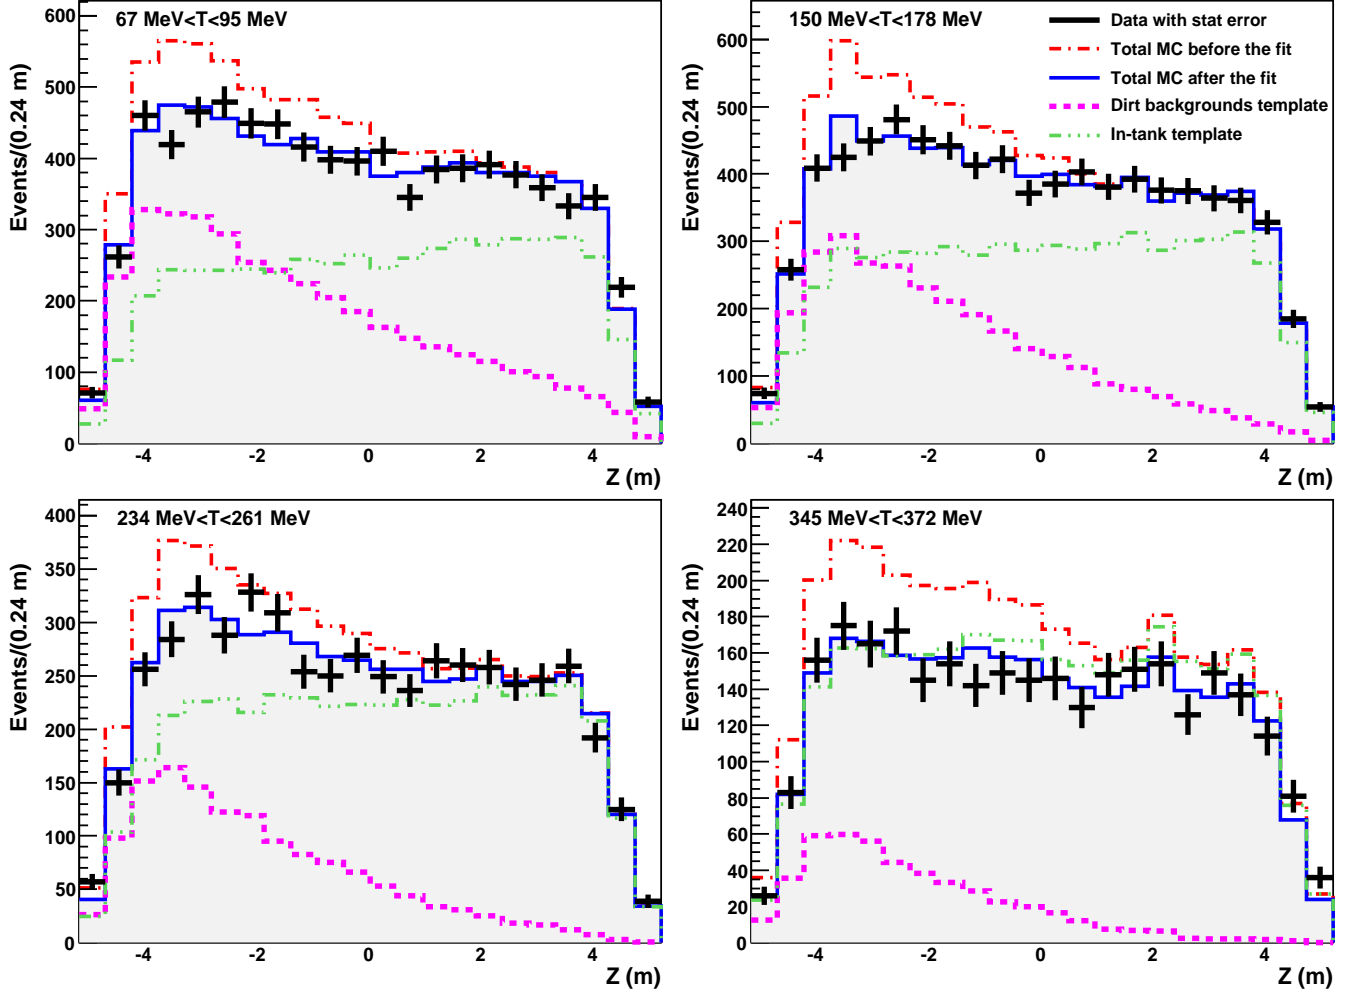 67 MeV<T<95 MeV
Events/(0.24 m)
600
500
400
300
200
100
0
-4 -2 0 2 4
Z (m)
150 MeV<T<178 MeV
Data with stat error
Total MC before the fit
Total MC after the fit
Dirt backgrounds template
In-tank template
Events/(0.24 m)
600
500
400
300
200
100
0
-4 -2 0 2 4
Z (m)
234 MeV<T<261 MeV
Events/(0.24 m)
400
350
300
250
200
150
100
50
0
-4 -2 0 2 4
Z (m)
345 MeV<T<372 MeV
Events/(0.24 m)
240
220
200
180
160
140
120
100
80
60
40
20
0
-4 -2 0 2 4
Z (m)